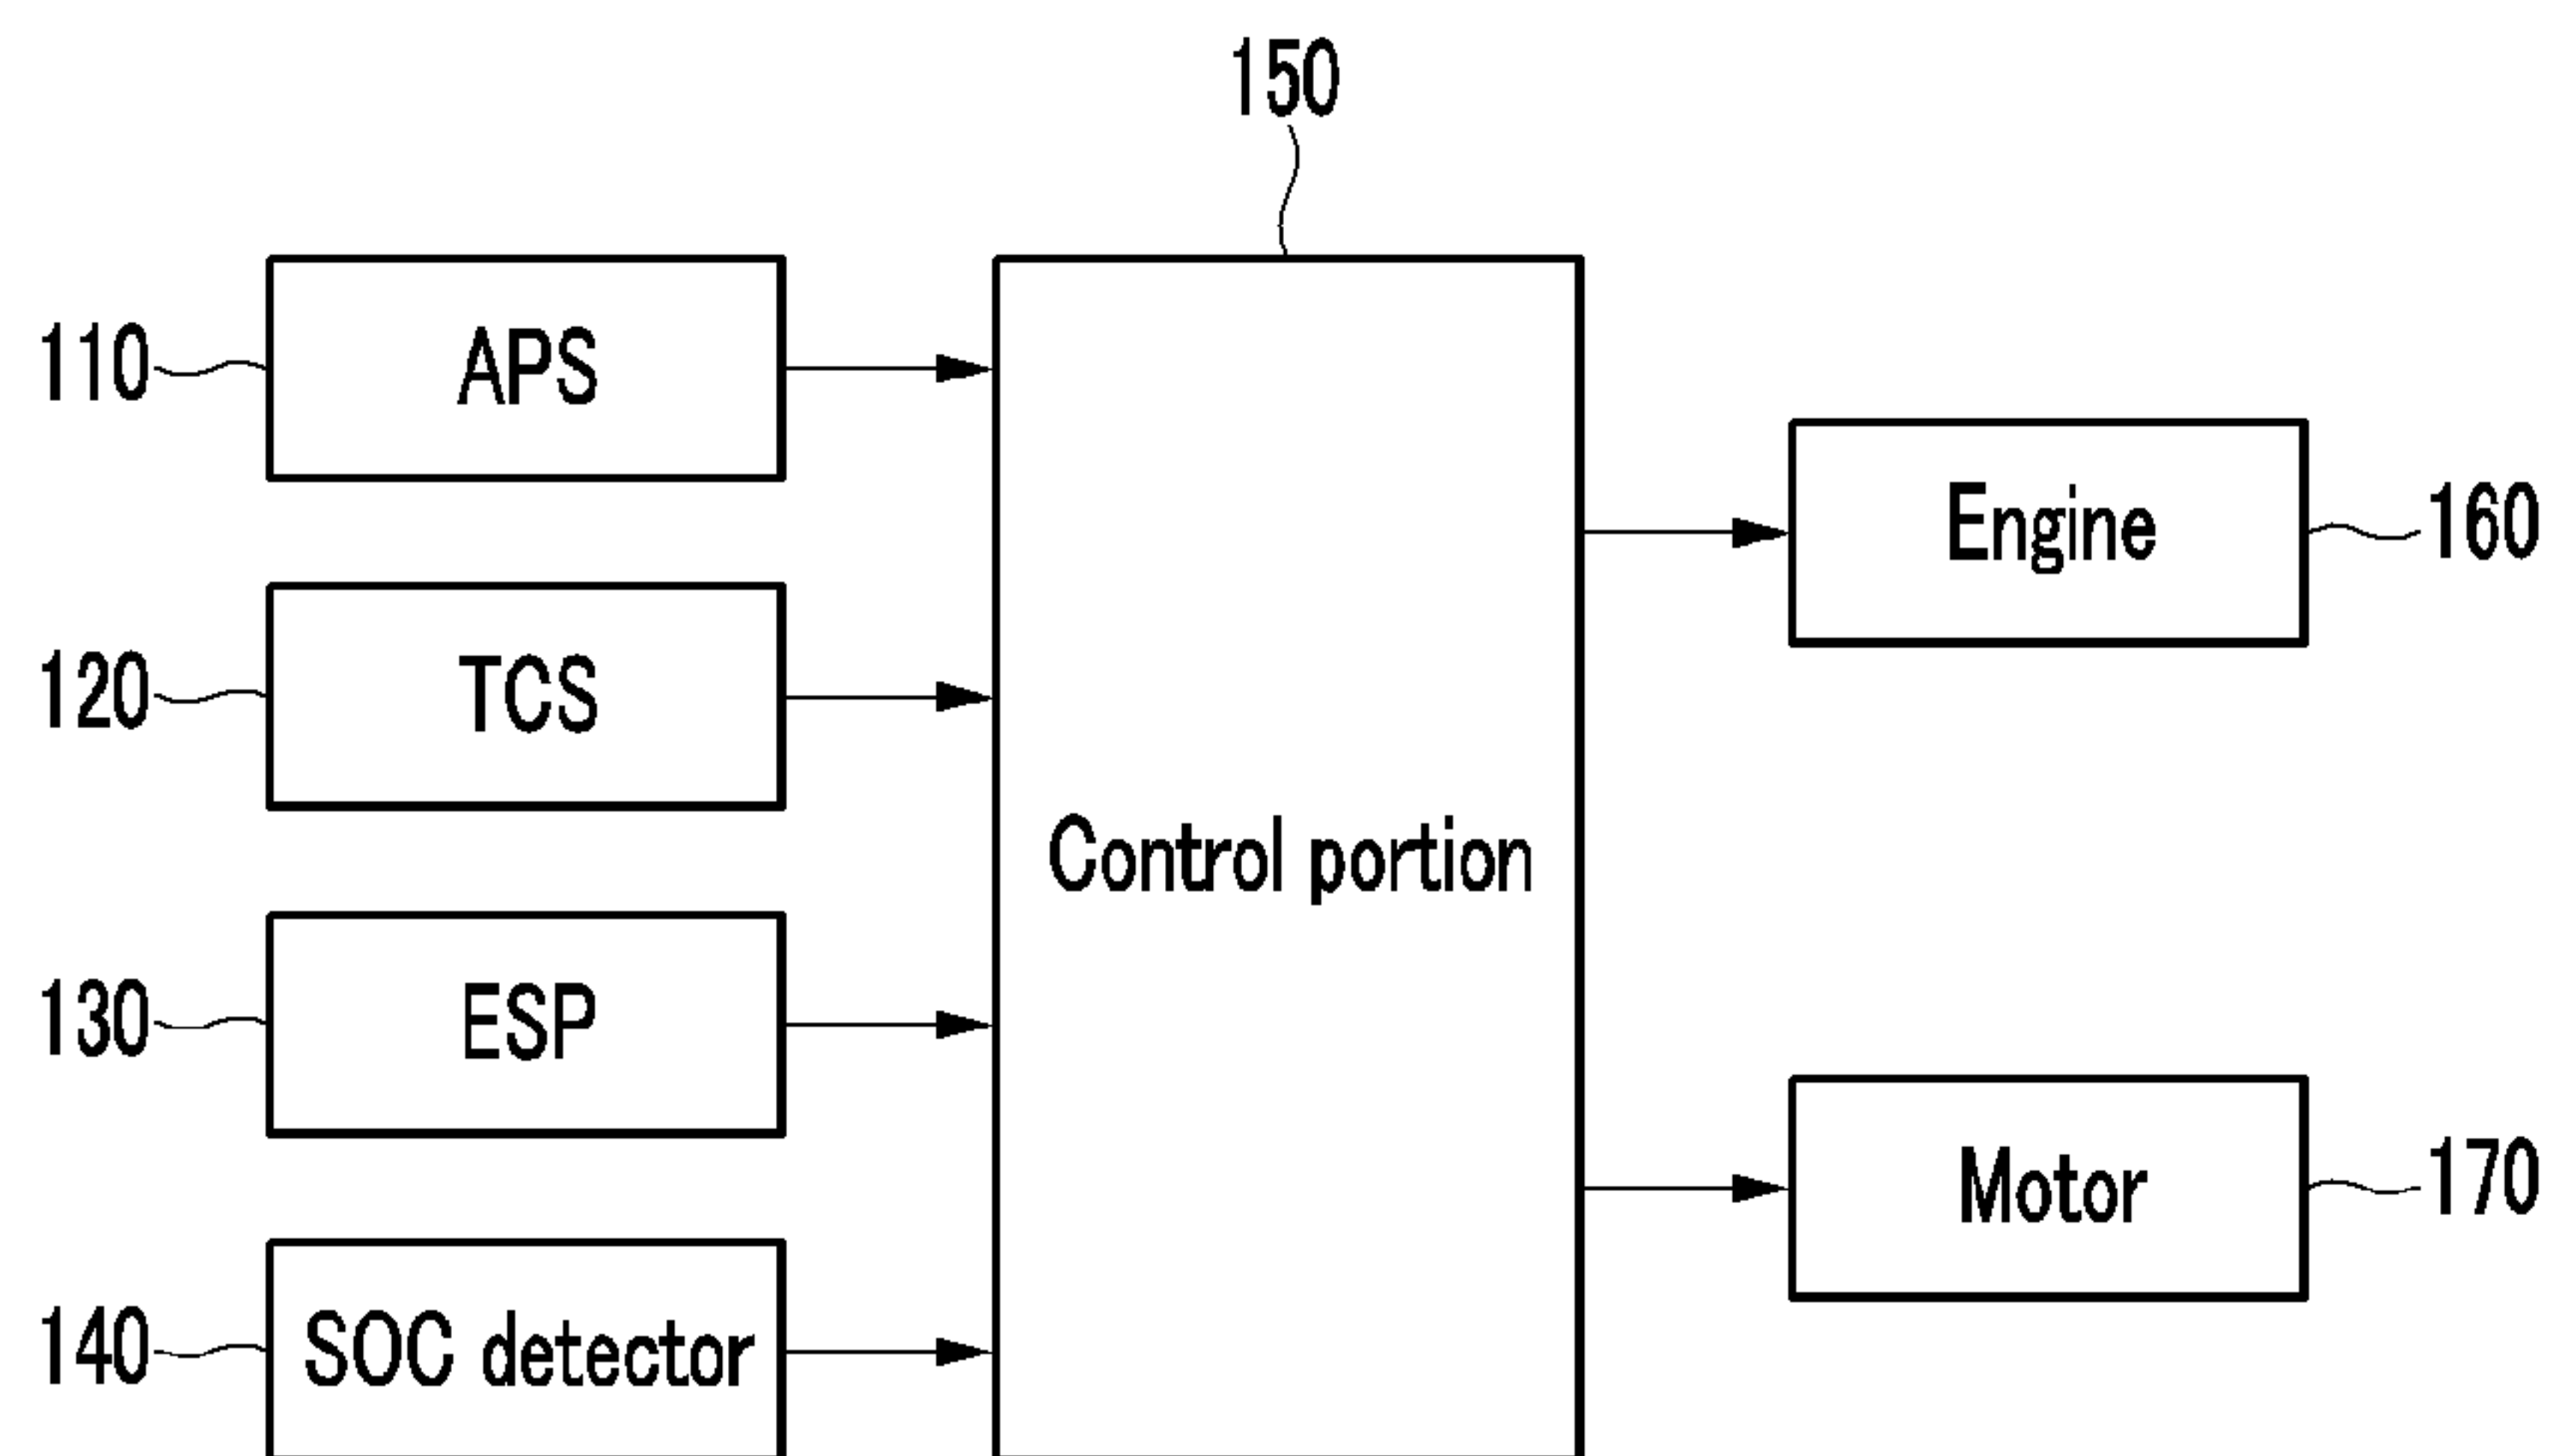 150
110 APS
160 Engine
120 TCS
Control portion
130 ESP
170 Motor
140 SOC detector